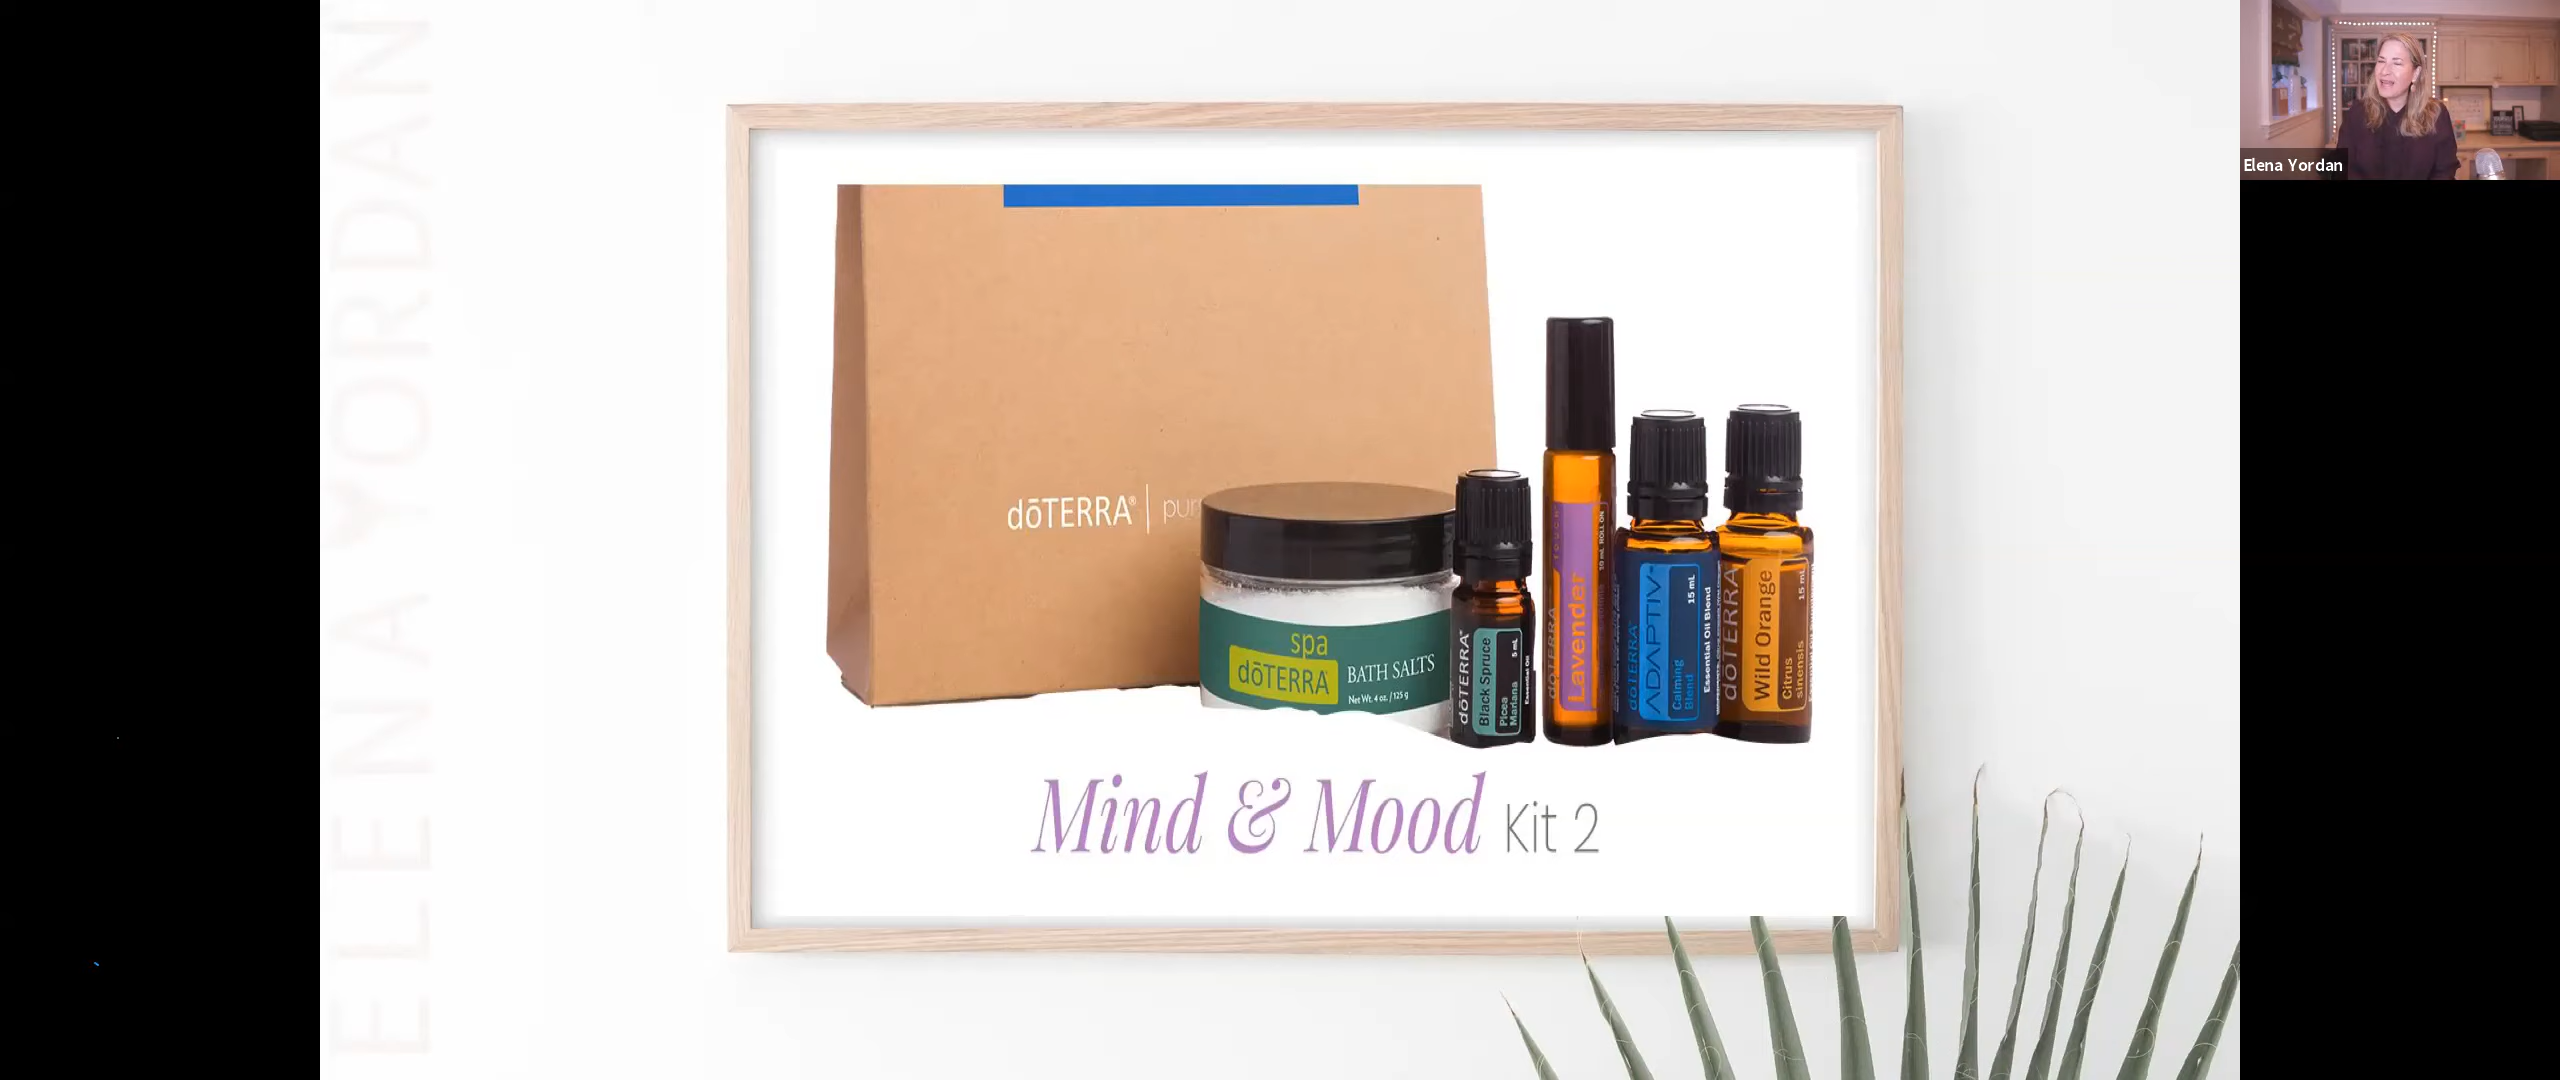 ELENA YORDAN
Elena Yordan
dōTERRA® | pur
spa
dōTERRA
BATH SALTS
Net Wt. 4 oz. / 125 g
dōTERRA
Black Spruce
Picea
Mariana
5 mL
Essential Oil
dōTERRA
TOUCH
Lavender
10 mL ROLL ON
dōTERRA
ADAPTIV
Calming
Blend
15 mL
Essential Oil Blend
dōTERRA
Wild Orange
Citrus
sinensis
15 mL
Mind & Mood Kit 2